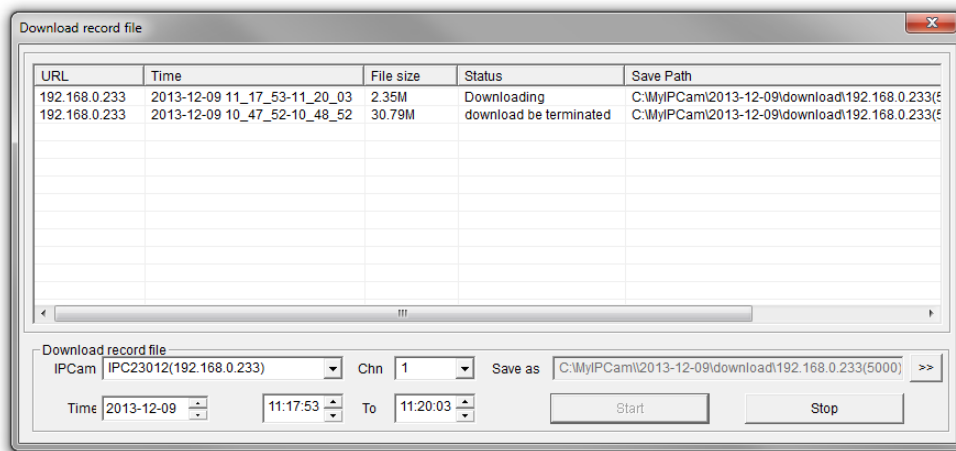 Download record file
URL Time File size Status Save Path
192.168.0.233 2013-12-09 11_17_53-11_20_03 2.35M Downloading C:\MyIPCam\2013-12-09\download\192.168.0.233(5
192.168.0.233 2013-12-09 10_47_52-10_48_52 30.79M download be terminated C:\MyIPCam\2013-12-09\download\192.168.0.233(5
Download record file
IPCam IPC23012(192.168.0.233) Chn 1 Save as C:\MyIPCam\\2013-12-09\download\192.168.0.233(5000) >>
Time 2013-12-09 11:17:53 To 11:20:03 Start Stop